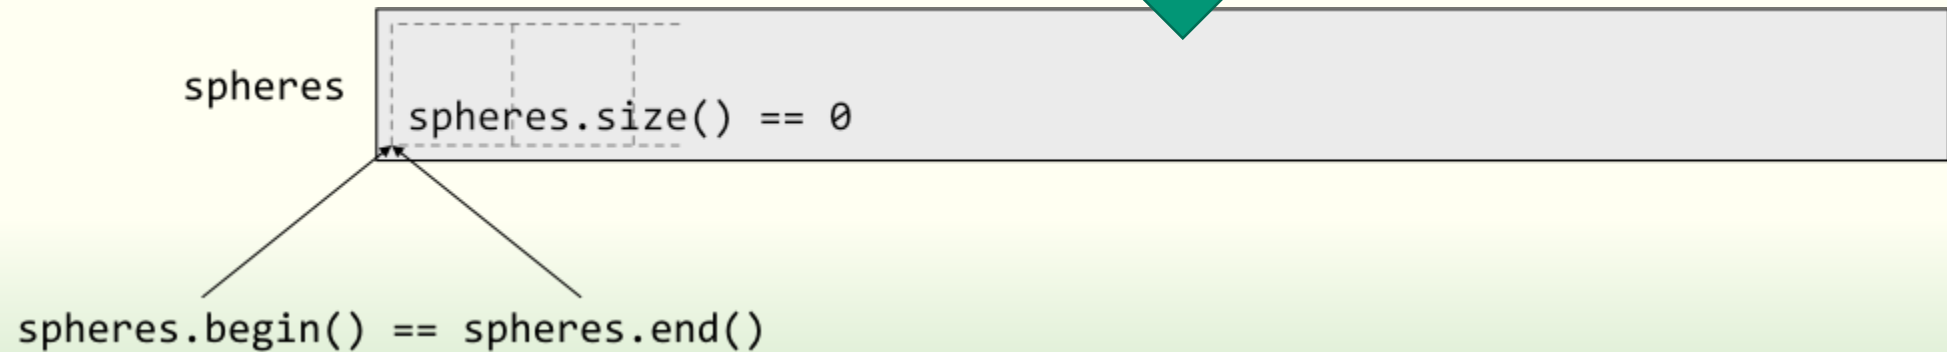 spheres
spheres.size() == 0
spheres.begin() == spheres.end()